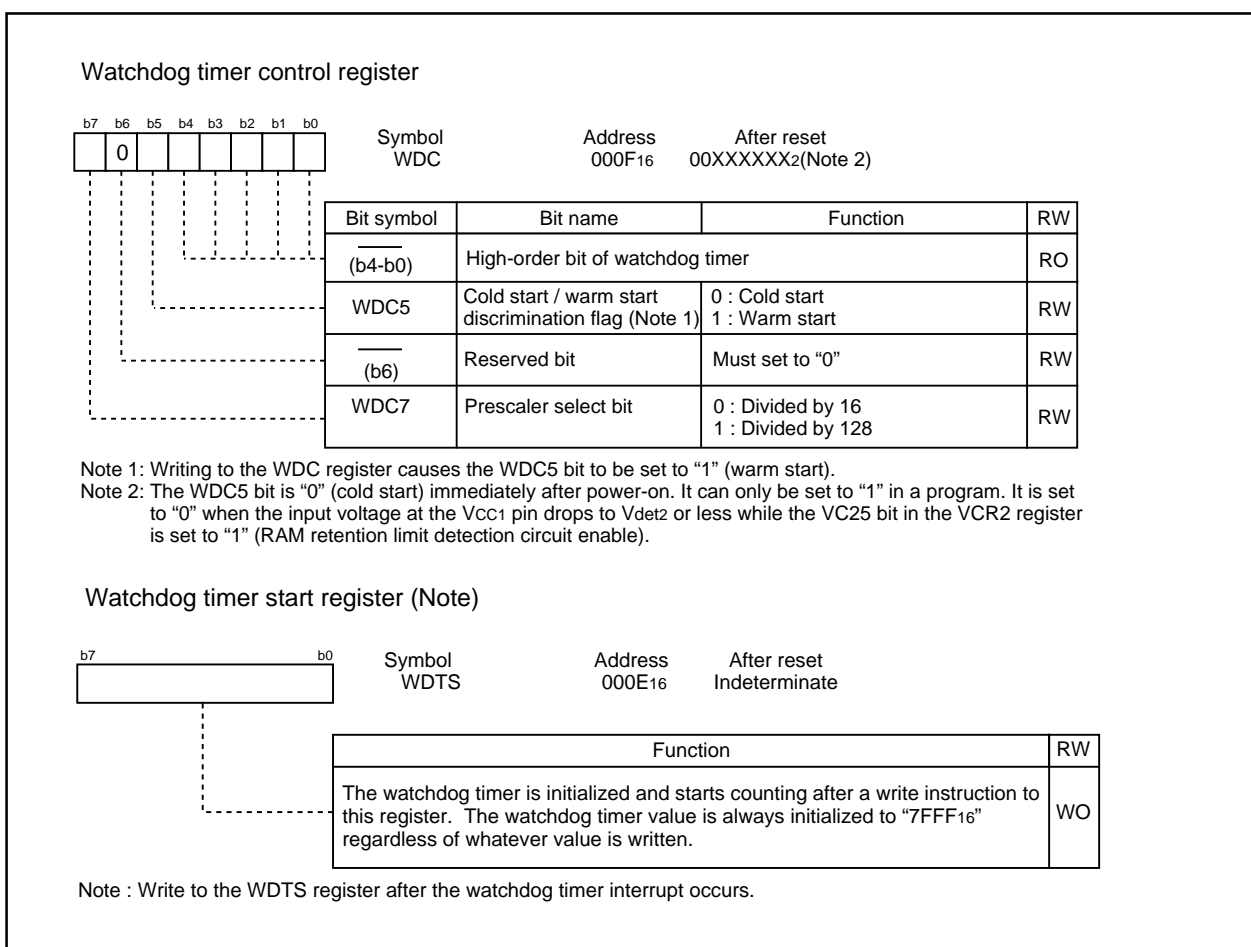 Watchdog timer control register
b7 b6 b5 b4 b3 b2 b1 b0
0
Symbol Address After reset
WDC 000F16 00XXXXXX2(Note 2)
Bit symbol Bit name Function RW
(b4-b0) High-order bit of watchdog timer RO
WDC5 Cold start / warm start discrimination flag (Note 1) 0 : Cold start 1 : Warm start RW
(b6) Reserved bit Must set to “0” RW
WDC7 Prescaler select bit 0 : Divided by 16 1 : Divided by 128 RW
Note 1: Writing to the WDC register causes the WDC5 bit to be set to “1” (warm start).
Note 2: The WDC5 bit is “0” (cold start) immediately after power-on. It can only be set to “1” in a program. It is set
to “0” when the input voltage at the VCC1 pin drops to Vdet2 or less while the VC25 bit in the VCR2 register
is set to “1” (RAM retention limit detection circuit enable).
Watchdog timer start register (Note)
b7 b0
Symbol Address After reset
WDTS 000E16 Indeterminate
Function RW
The watchdog timer is initialized and starts counting after a write instruction to
this register. The watchdog timer value is always initialized to “7FFF16” WO
regardless of whatever value is written.
Note : Write to the WDTS register after the watchdog timer interrupt occurs.